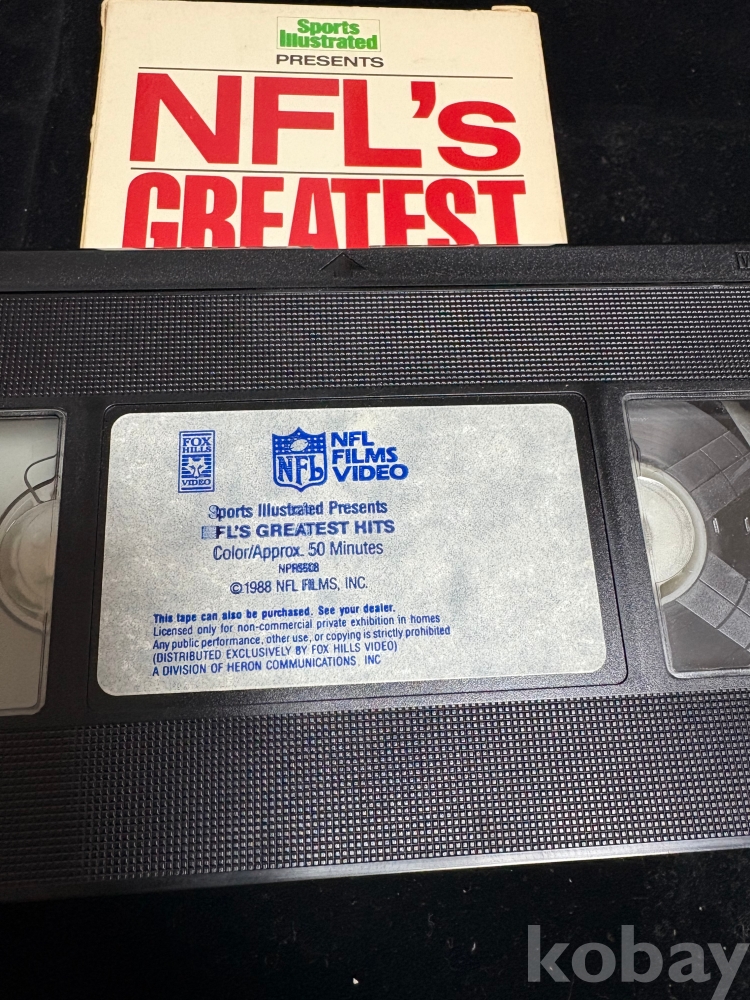 Sports
Illustrated
PRESENTS
NFL's
GREATEST
FOX
HILLS
VIDEO
NFL
NFL
FILMS
VIDEO
Sports Illustrated Presents
FL'S GREATEST HITS
Color/Approx. 50 Minutes
©1988 NFL FILMS, INC.
This tape can also be purchased. See your dealer.
Licensed only for non-commercial private exhibition in homes
Any public performance, other use, or copying is strictly prohibited
(DISTRIBUTED EXCLUSIVELY BY FOX HILLS VIDEO)
A DIVISION OF HERON COMMUNICATIONS, INC
kobay